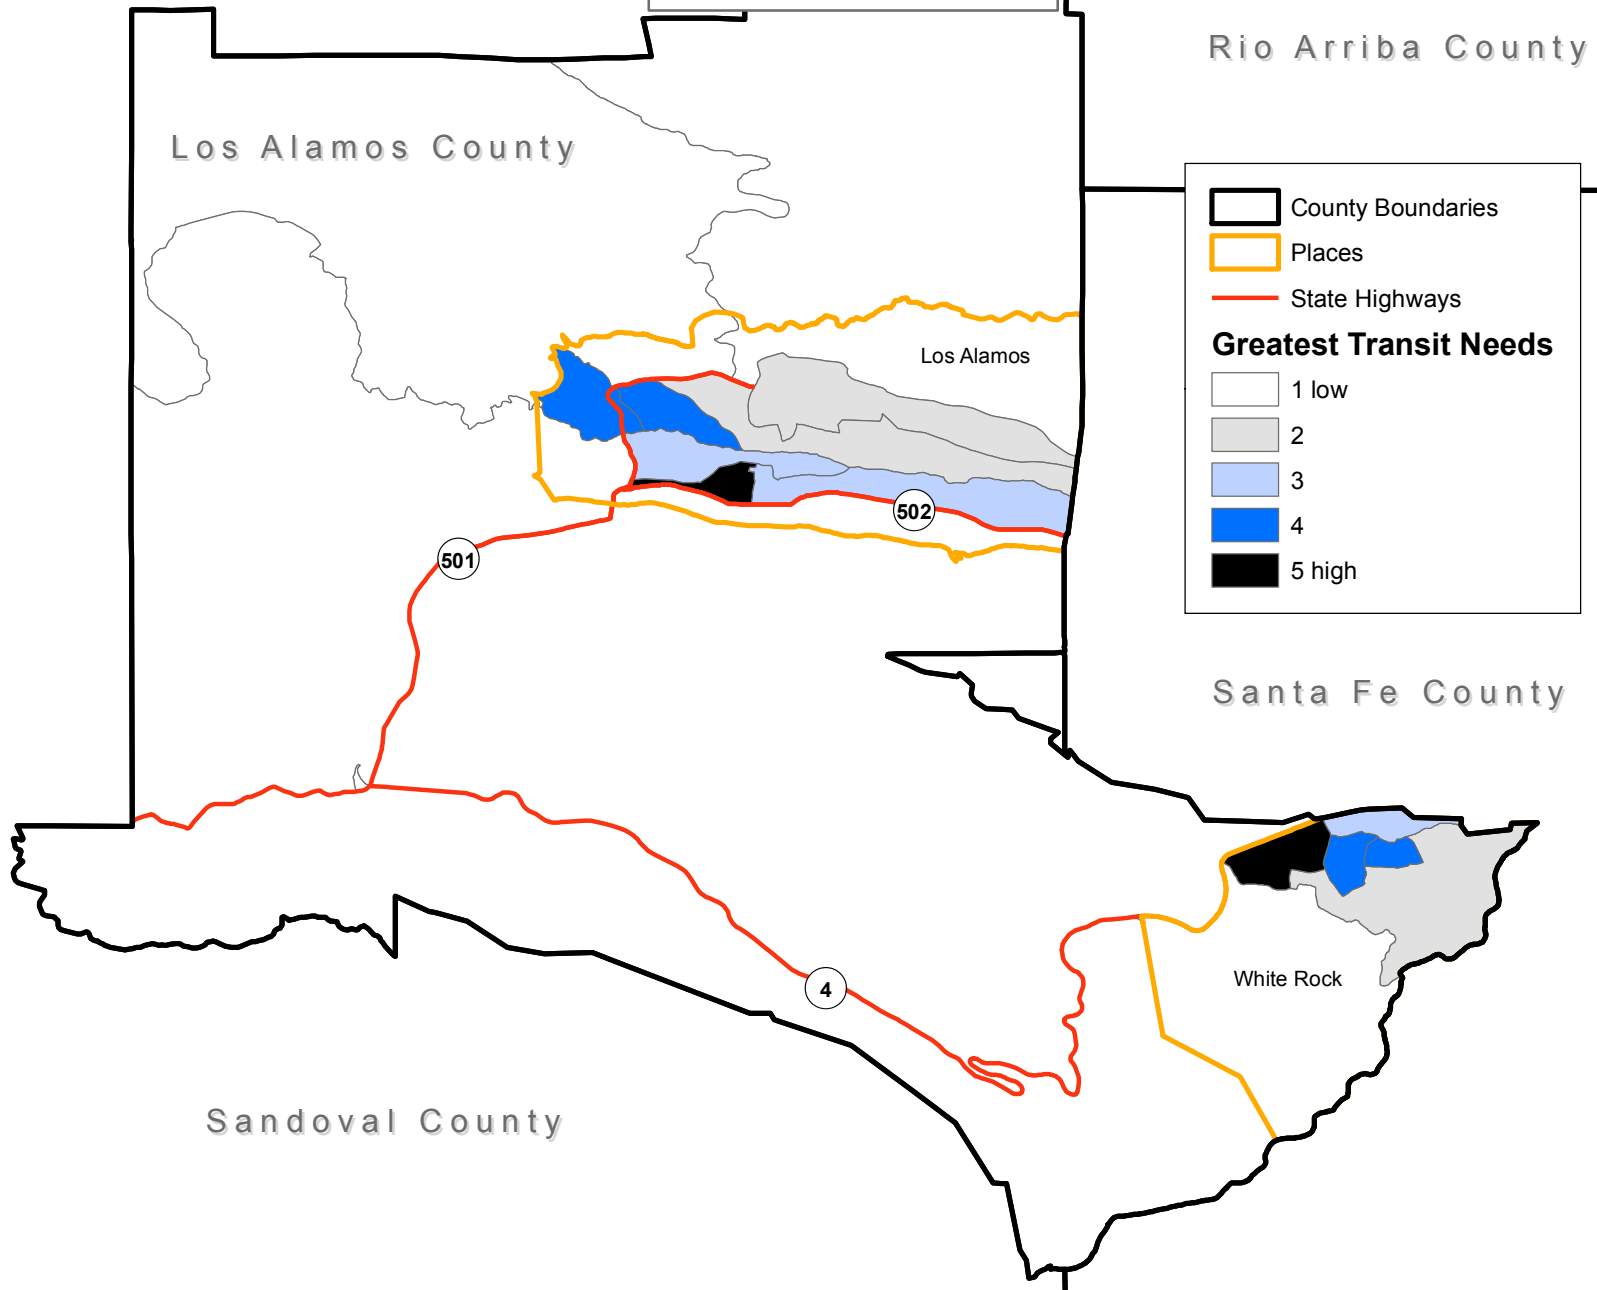 Rio Arriba County
Los Alamos County
County Boundaries
Places
State Highways
Greatest Transit Needs
1 low
2
3
4
5 high
Los Alamos
502
501
Santa Fe County
White Rock
4
Sandoval County